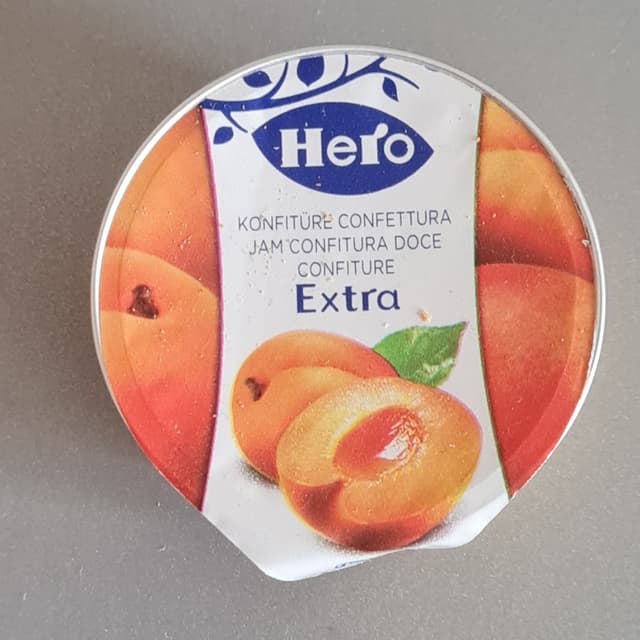 Hero
KONFITÜRE CONFETTURA
JAM CONFITURA DOCE
CONFITURE
Extra